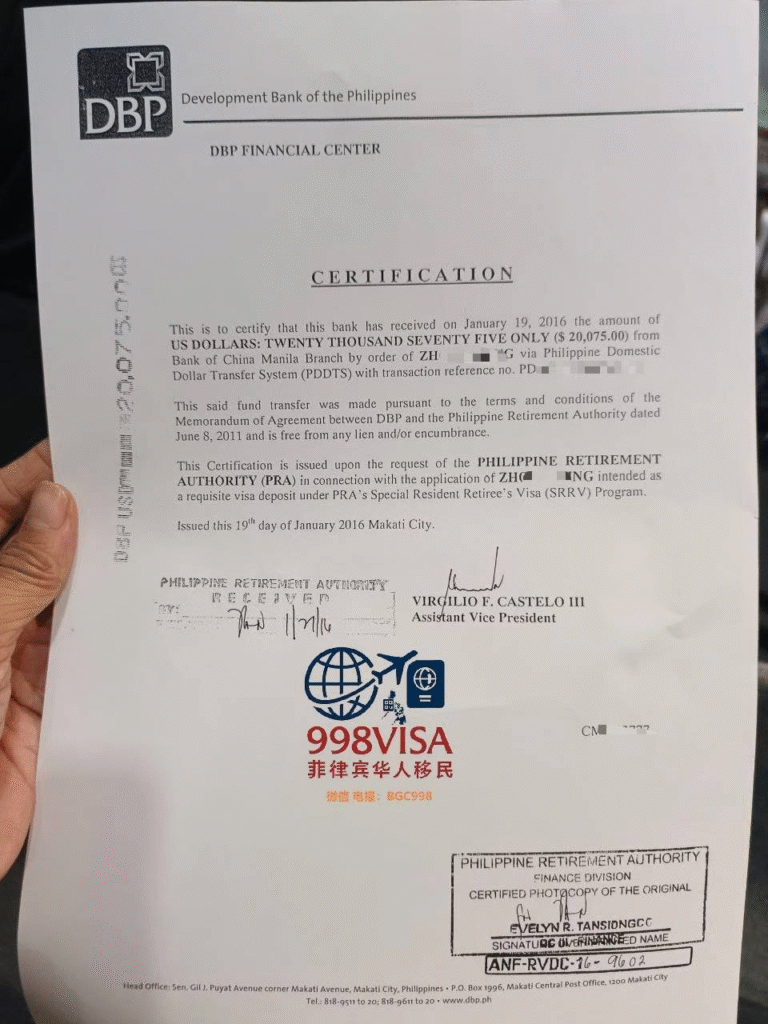 DBP
Development Bank of the Philippines
DBP FINANCIAL CENTER
CERTIFICATION
This is to certify that this bank has received on January 19, 2016 the amount of
US DOLLARS: TWENTY THOUSAND SEVENTY FIVE ONLY ($ 20,075.00) from
Bank of China Manila Branch by order of ZH G via Philippine Domestic
Dollar Transfer System (PDDTS) with transaction reference no. PD
This said fund transfer was made pursuant to the terms and conditions of the
Memorandum of Agreement between DBP and the Philippine Retirement Authority dated
June 8, 2011 and is free from any lien and/or encumbrance.
This Certification is issued upon the request of the PHILIPPINE RETIREMENT
AUTHORITY (PRA) in connection with the application of ZH NG intended as
a requisite visa deposit under PRA's Special Resident Retiree's Visa (SRRV) Program.
Issued this 19th day of January 2016 Makati City.
PHILIPPINE RETIREMENT AUTHORITY
RECEIVED
BY:
VIRGILIO F. CASTELO III
Assistant Vice President
998VISA
菲律宾华人移民
微信 电报：BGC998
CM
PHILIPPINE RETIREMENT AUTHORITY
FINANCE DIVISION
CERTIFIED PHOTOCOPY OF THE ORIGINAL
EVELYN R. TANSIONGCO
ANF-RVDC-16-9602
Head Office: Sen. Gil J. Puyat Avenue corner Makati Avenue, Makati City, Philippines • P.O. Box 1996, Makati Central Post Office, 1200 Makati City
Tel.: 818-9511 to 20; 818-9611 to 20 • www.dbp.ph